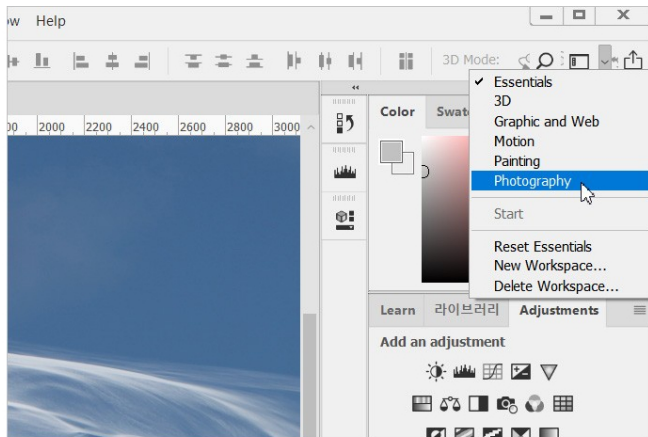 Help
3D Mode:
Essentials
3D
Graphic and Web
Motion
Painting
Photography
Start
Reset Essentials
New Workspace...
Delete Workspace...
2000 2200 2400 2600 2800 3000
Color
Learn 라이브러리 Adjustments
Add an adjustment